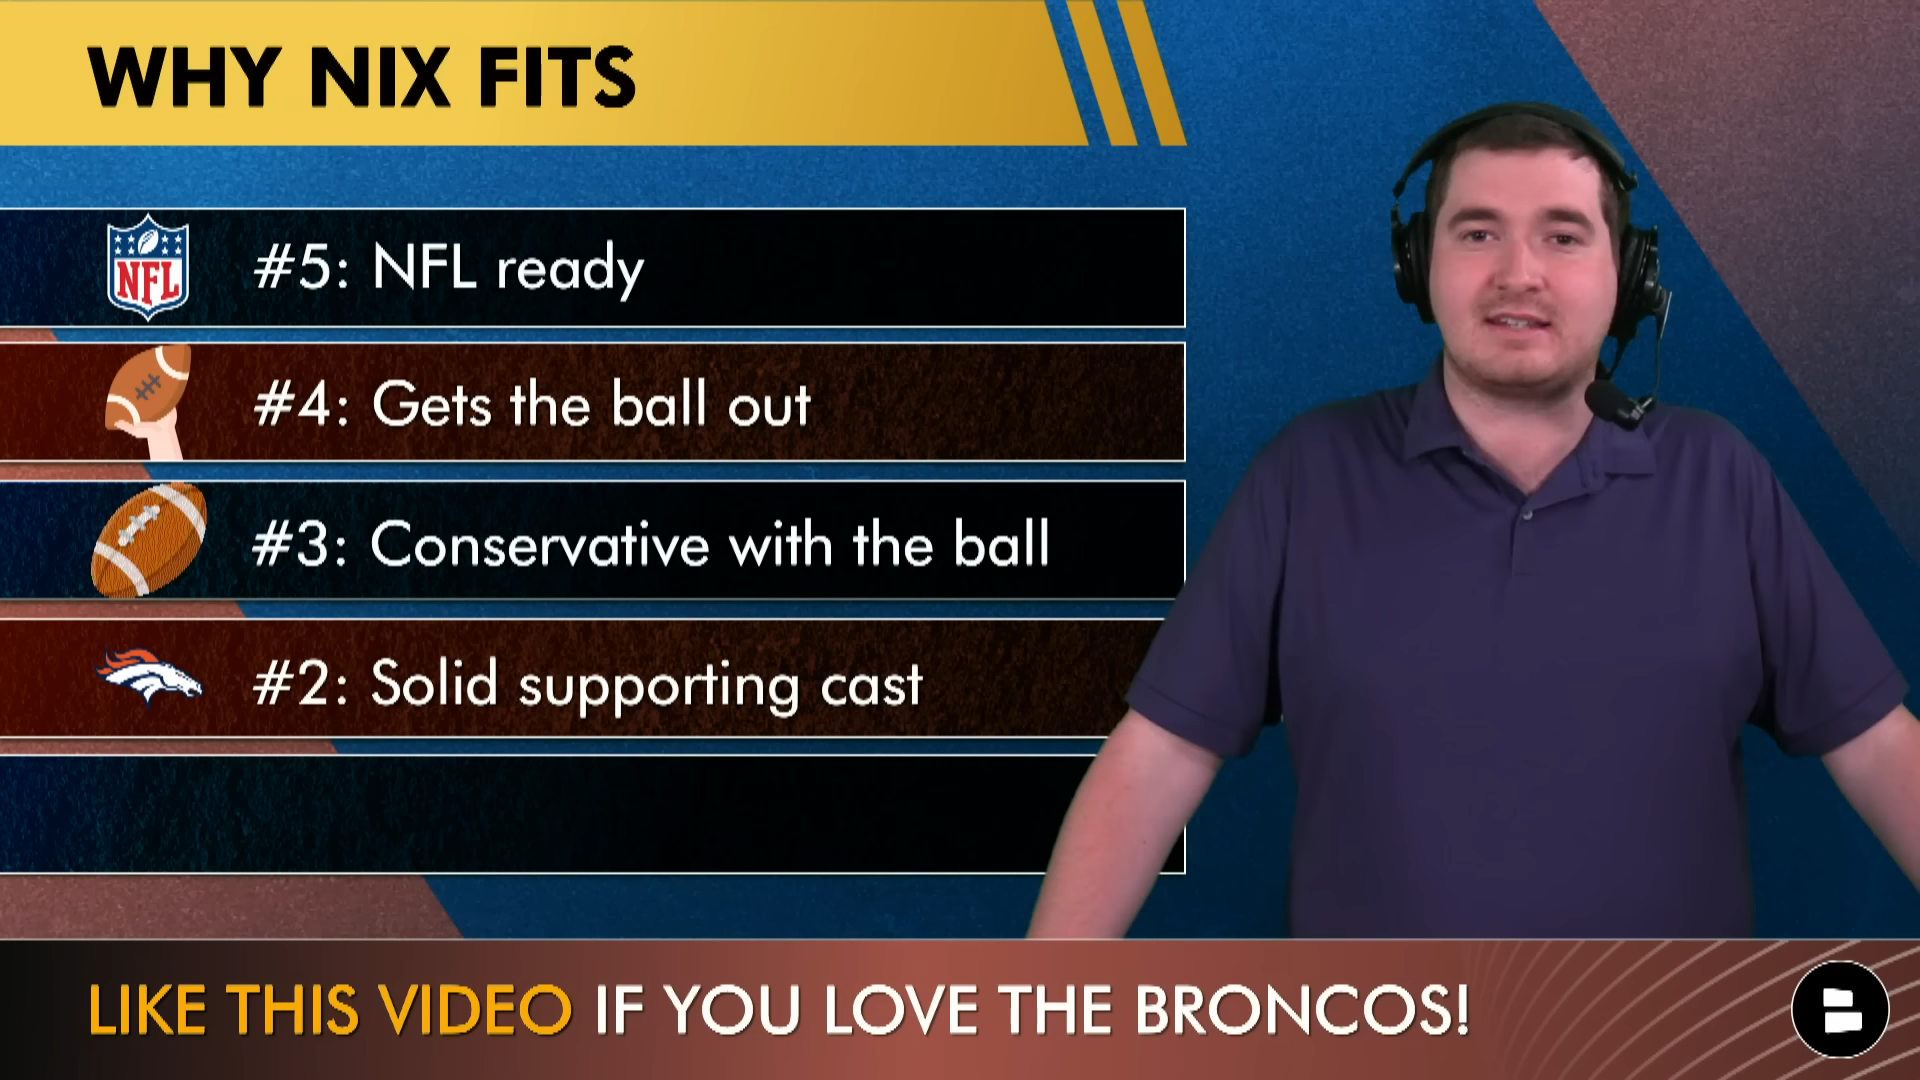 WHY NIX FITS
NFL
#5: NFL ready
#4: Gets the ball out
#3: Conservative with the ball
#2: Solid supporting cast
LIKE THIS VIDEO IF YOU LOVE THE BRONCOS!